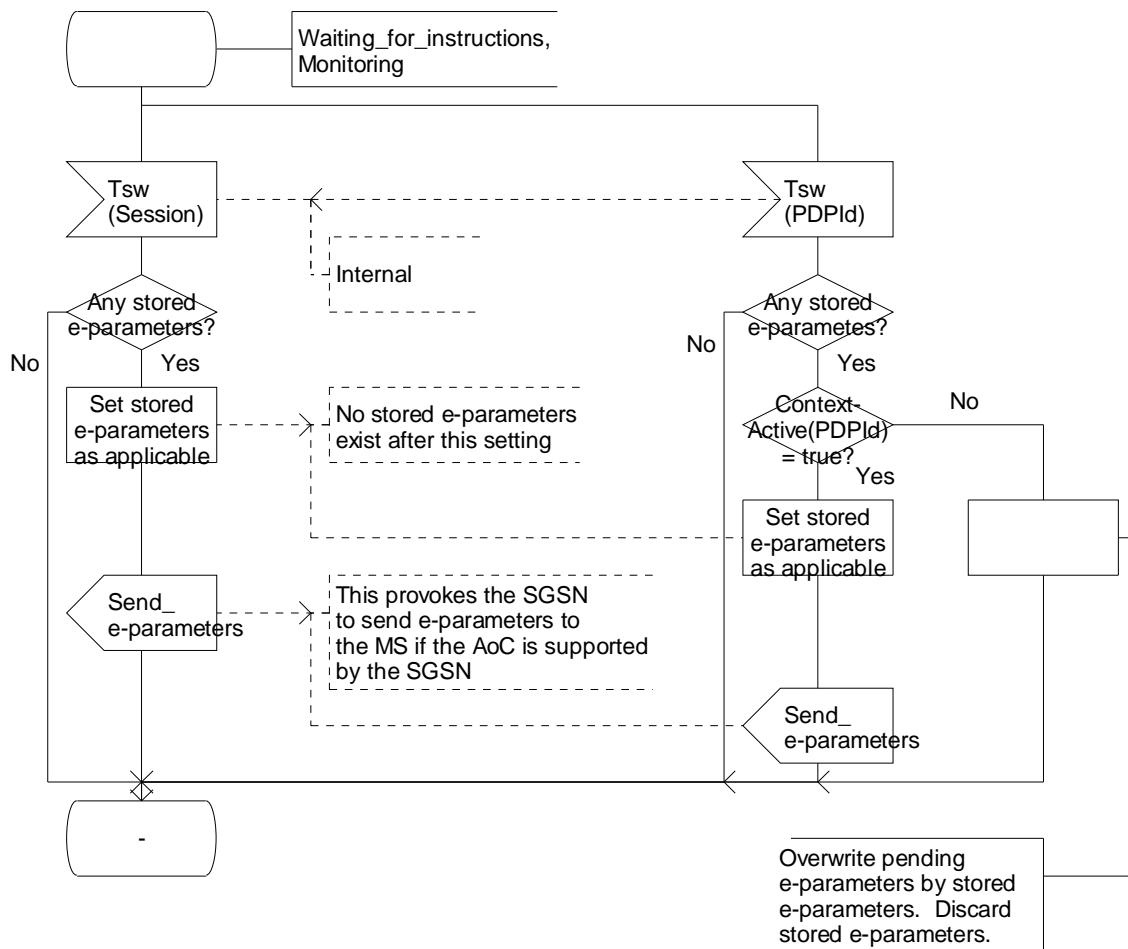 Waiting_for_instructions,
Monitoring
Tsw
(Session)
Tsw
(PDPId)
Internal
Any stored
e-parameters?
Any stored
e-parametes?
No
Yes
No
Yes
Set stored
e-parameters
as applicable
No stored e-parameters
exist after this setting
Context-
Active(PDPId)
= true?
No
Yes
Set stored
e-parameters
as applicable
Send_
e-parameters
This provokes the SGSN
to send e-parameters to
the MS if the AoC is supported
by the SGSN
Send_
e-parameters
-
Overwrite pending
e-parameters by stored
e-parameters. Discard
stored e-parameters.